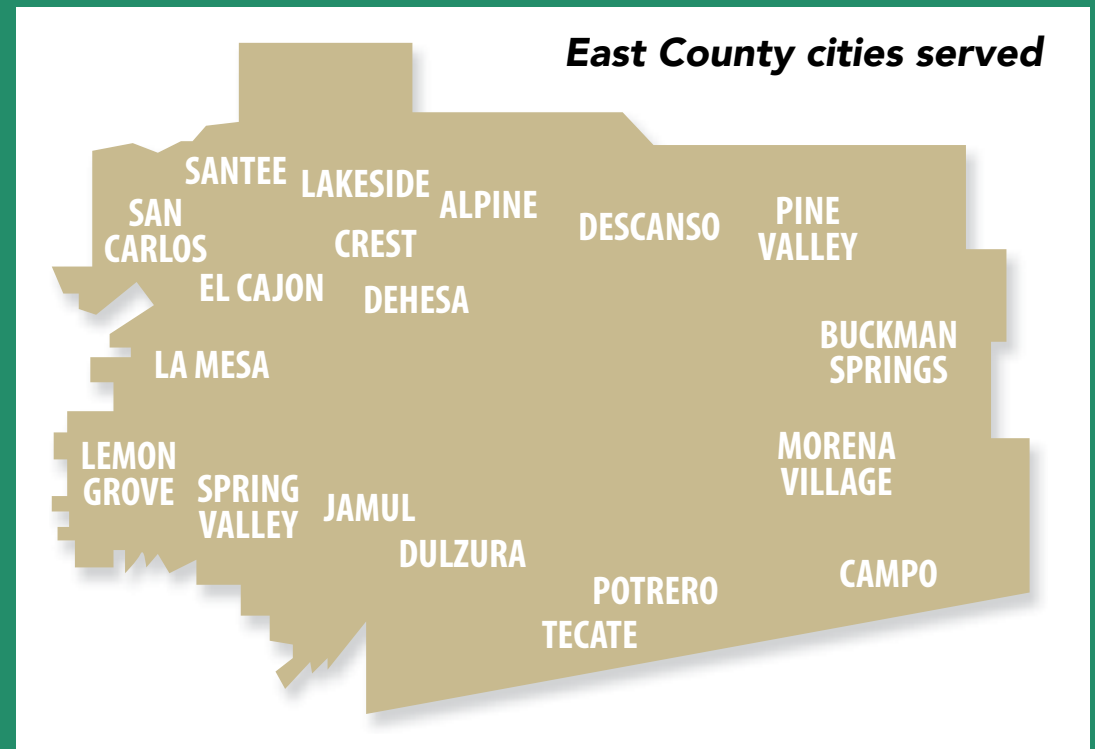 East County cities served
SANTEE
LAKESIDE
ALPINE
SAN
CARLOS
CREST
DESCANSO
PINE
VALLEY
EL CAJON
DEHESA
BUCKMAN
SPRINGS
LA MESA
LEMON
GROVE
SPRING
VALLEY
JAMUL
MORENA
VILLAGE
DULZURA
POTRERO
CAMPO
TECATE